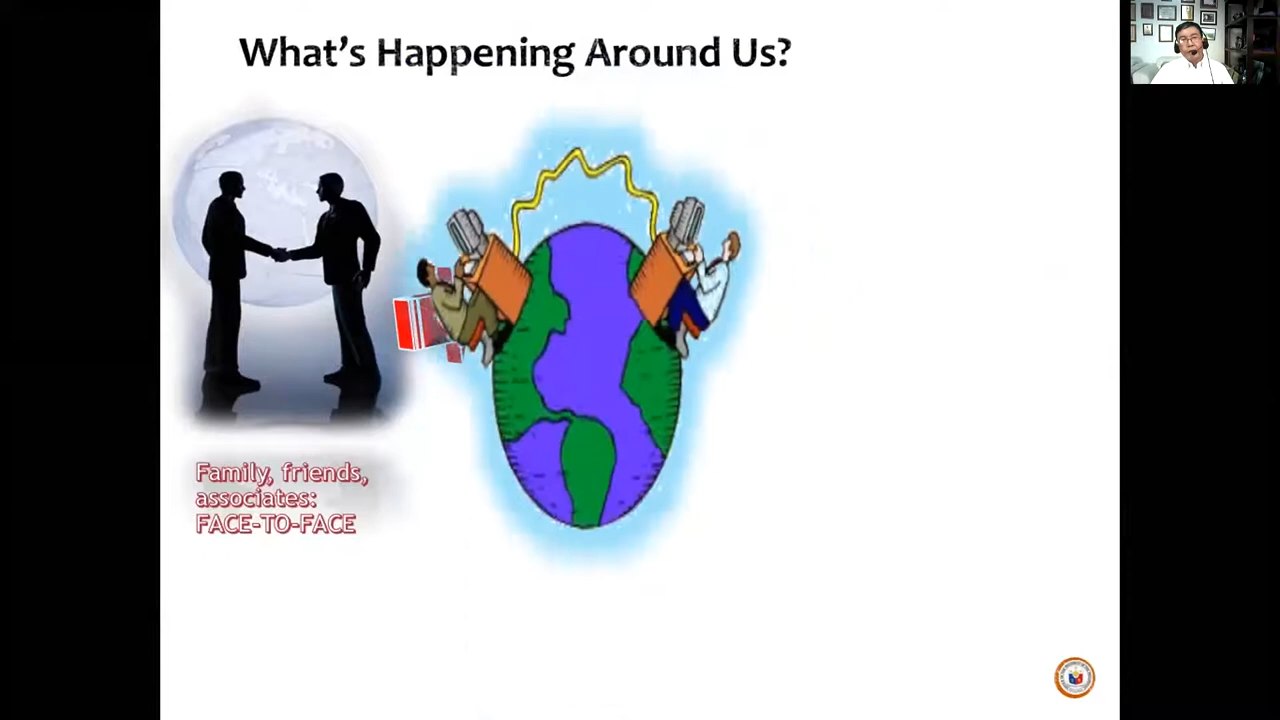 What's Happening Around Us?
Family, friends,
associates:
FACE-TO-FACE